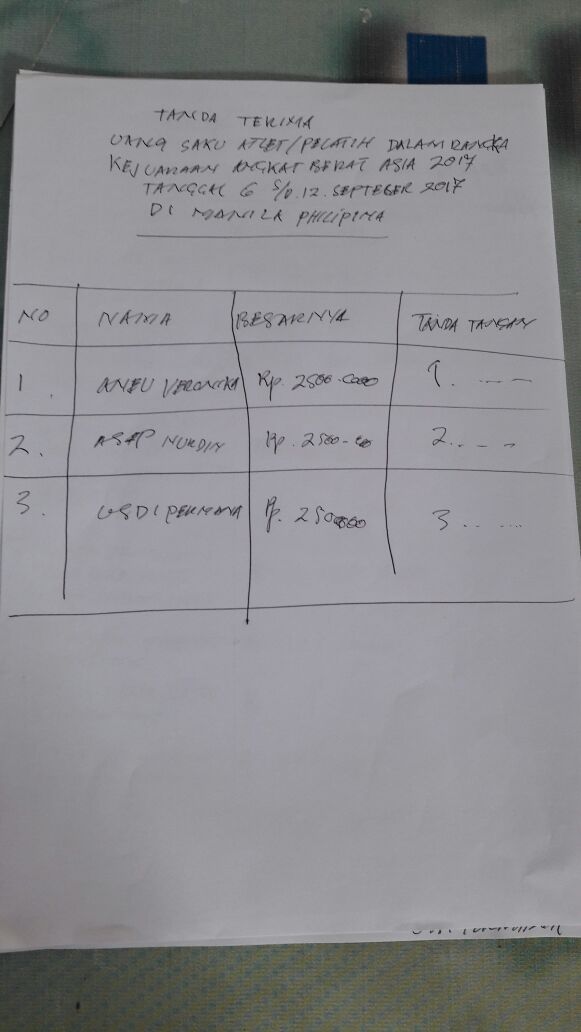 TANDA TERIMA
UANG SAKU ATLET/PELATIH DALAM RANGKA
KEJUARAAN ANGKAT BERAT ASIA 2017
TANGGAL 6 S/D. 12. SEPTEBER 2017
DI MANILA PHILIPINA
NO NAMA BESARNYA TANDA TANGAN
1. ANEU VERONIKA Rp. 2500.000 1. .. --
2. ASEP NURDIN Rp. 2500.00 2. . - -
3. USDI PERMANA Rp. 2500000 3. . ...